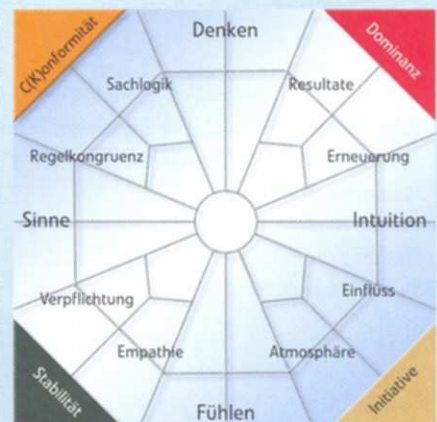 C(K)onformität
Denken
Dominanz
Sachlogik
Resultate
Regelkongruenz
Erneuerung
Sinne
Intuition
Verpflichtung
Einfluss
Empathie
Atmosphäre
Stabilität
Fühlen
Initiative